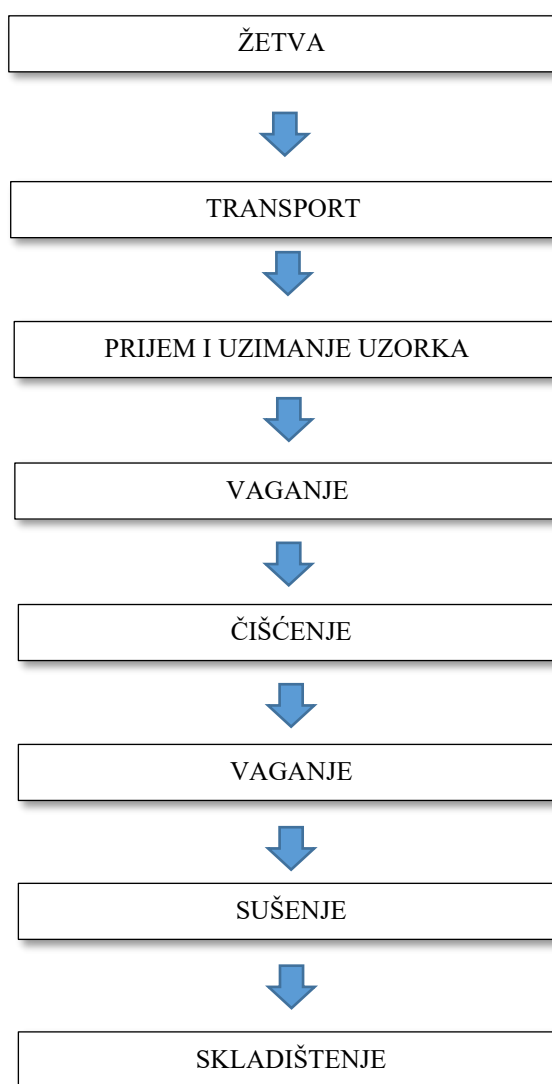 ŽETVA
TRANSPORT
PRIJEM I UZIMANJE UZORKA
VAGANJE
ČIŠĆENJE
VAGANJE
SUŠENJE
SKLADIŠTENJE